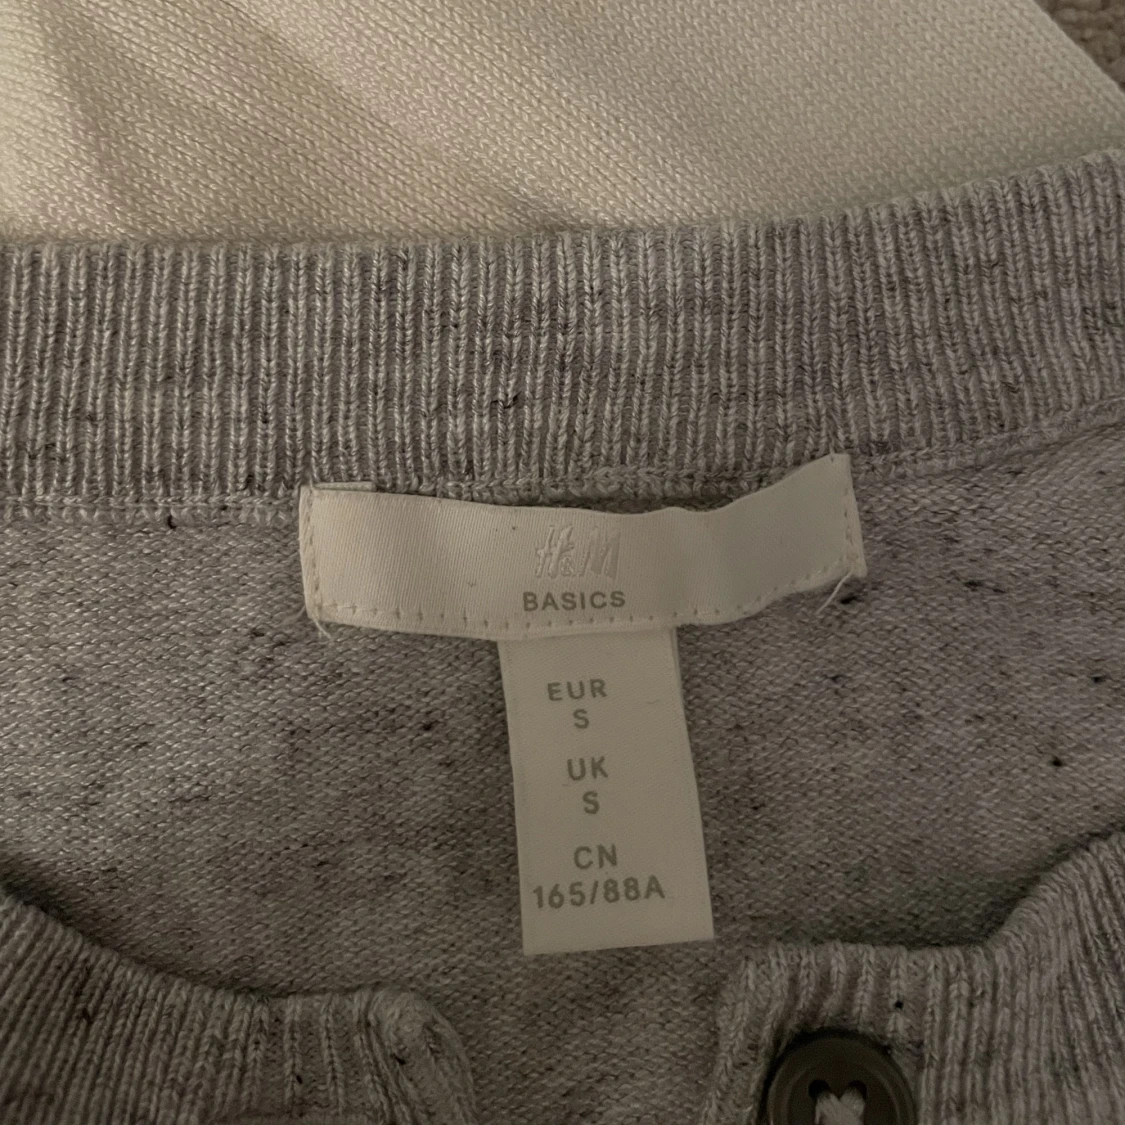 H&M
BASICS
EUR
S
UK
S
CN
165/88A